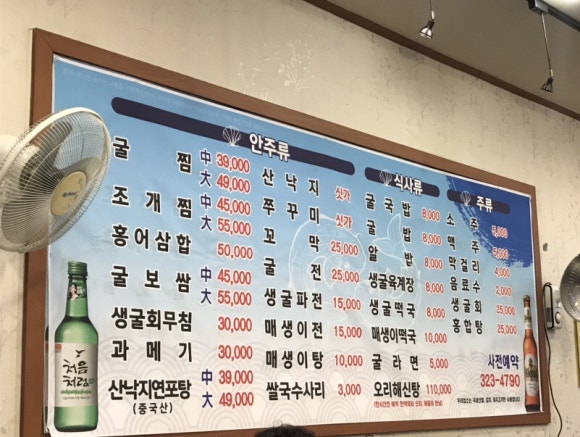 안주류
굴 찜 中 39,000
大 49,000
조개찜 中 45,000
大 55,000
홍어삼합 50,000
굴보쌈 中 45,000
大 55,000
생굴회무침 30,000
과메기 30,000
산낙지연포탕 中 39,000
(중국산) 大 49,000
산낙지 싯가
쭈꾸미 싯가
꼬막 25,000
굴전 25,000
생굴파전 15,000
매생이전 15,000
매생이탕 10,000
쌀국수사리 3,000
식사류
굴국밥 8,000
굴밥 8,000
알밥 8,000
생굴육계장 8,000
생굴떡국 8,000
매생이떡국 10,000
굴라면 5,000
오리해신탕 110,000
주류
소주
맥주 5,000
막걸리 4,000
음료수 2,000
생굴회 25,000
홍합탕 25,000
사전예약
323-4790
처음
처럼